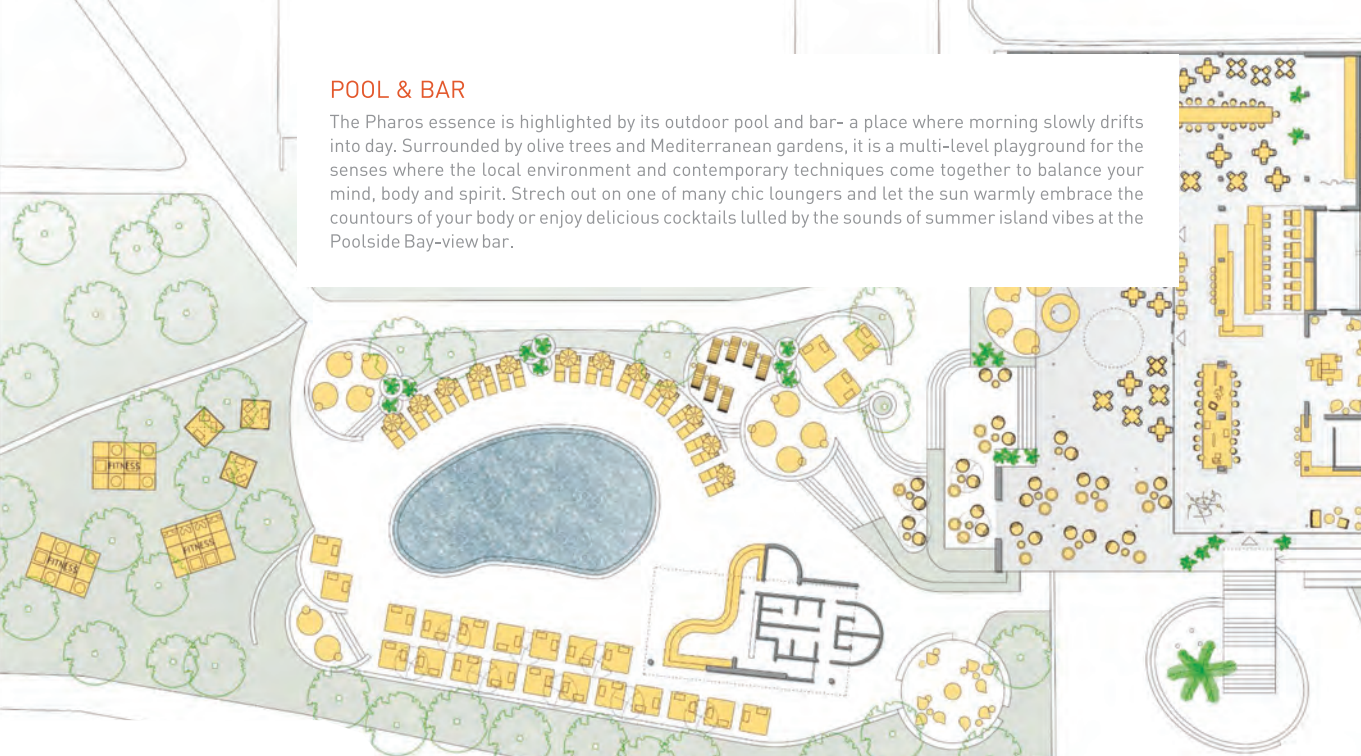 POOL & BAR
The Pharos essence is highlighted by its outdoor pool and bar- a place where morning slowly drifts
into day. Surrounded by olive trees and Mediterranean gardens, it is a multi-level playground for the
senses where the local environment and contemporary techniques come together to balance your
mind, body and spirit. Strech out on one of many chic loungers and let the sun warmly embrace the
countours of your body or enjoy delicious cocktails lulled by the sounds of summer island vibes at the
Poolside Bay-view bar.
FITNESS
FITNESS
FITNESS